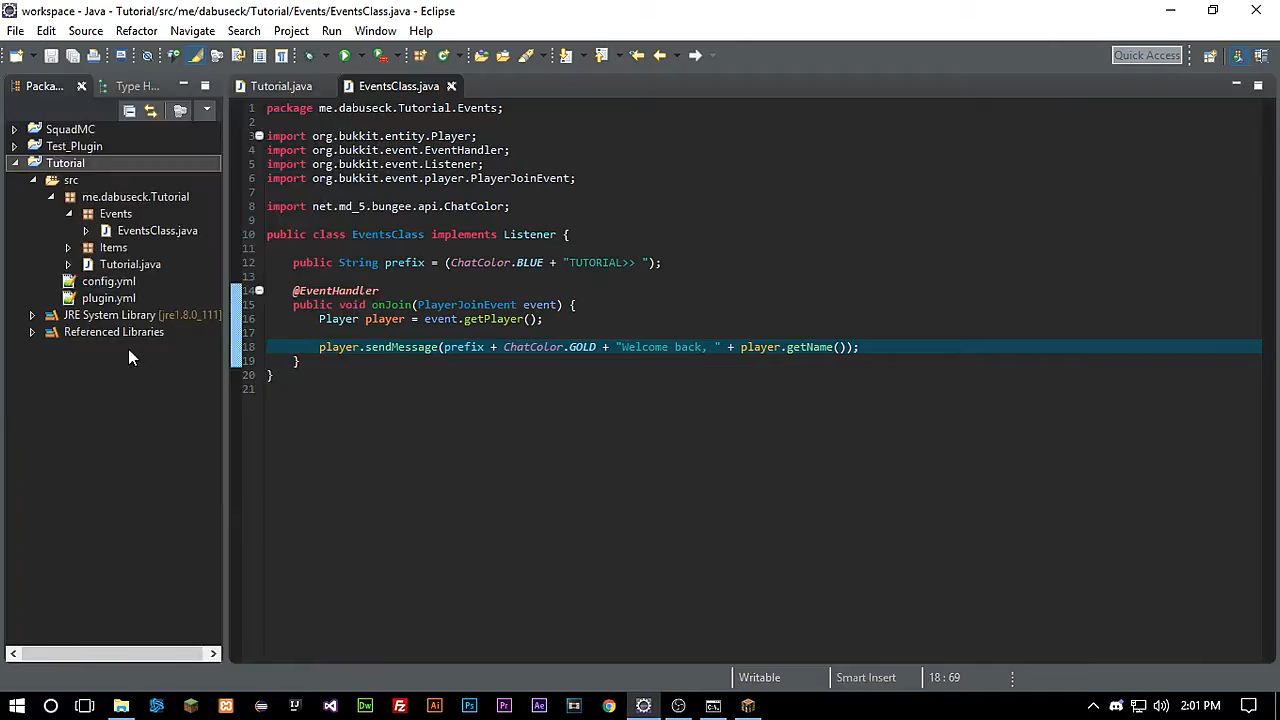 workspace - Java - Tutorial/src/me/dabuseck/Tutorial/Events/EventsClass.java - Eclipse
File Edit Source Refactor Navigate Search Project Run Window Help
Quick Access
Packa... Type H...
Tutorial.java EventsClass.java
SquadMC
Test_Plugin
Tutorial
src
me.dabuseck.Tutorial
Events
EventsClass.java
Items
Tutorial.java
config.yml
plugin.yml
JRE System Library [jre1.8.0_111]
Referenced Libraries
1 package me.dabuseck.Tutorial.Events;
2
3 import org.bukkit.entity.Player;
4 import org.bukkit.event.EventHandler;
5 import org.bukkit.event.Listener;
6 import org.bukkit.event.player.PlayerJoinEvent;
7
8 import net.md_5.bungee.api.ChatColor;
9
10 public class EventsClass implements Listener {
11
12 public String prefix = (ChatColor.BLUE + "TUTORIAL>> ");
13
14 @EventHandler
15 public void onJoin(PlayerJoinEvent event) {
16 Player player = event.getPlayer();
17
18 player.sendMessage(prefix + ChatColor.GOLD + "Welcome back, " + player.getName());
19 }
20 }
21
Writable Smart Insert 18 : 69
Dw Fz Ai Ps Pr Ae
2:01 PM